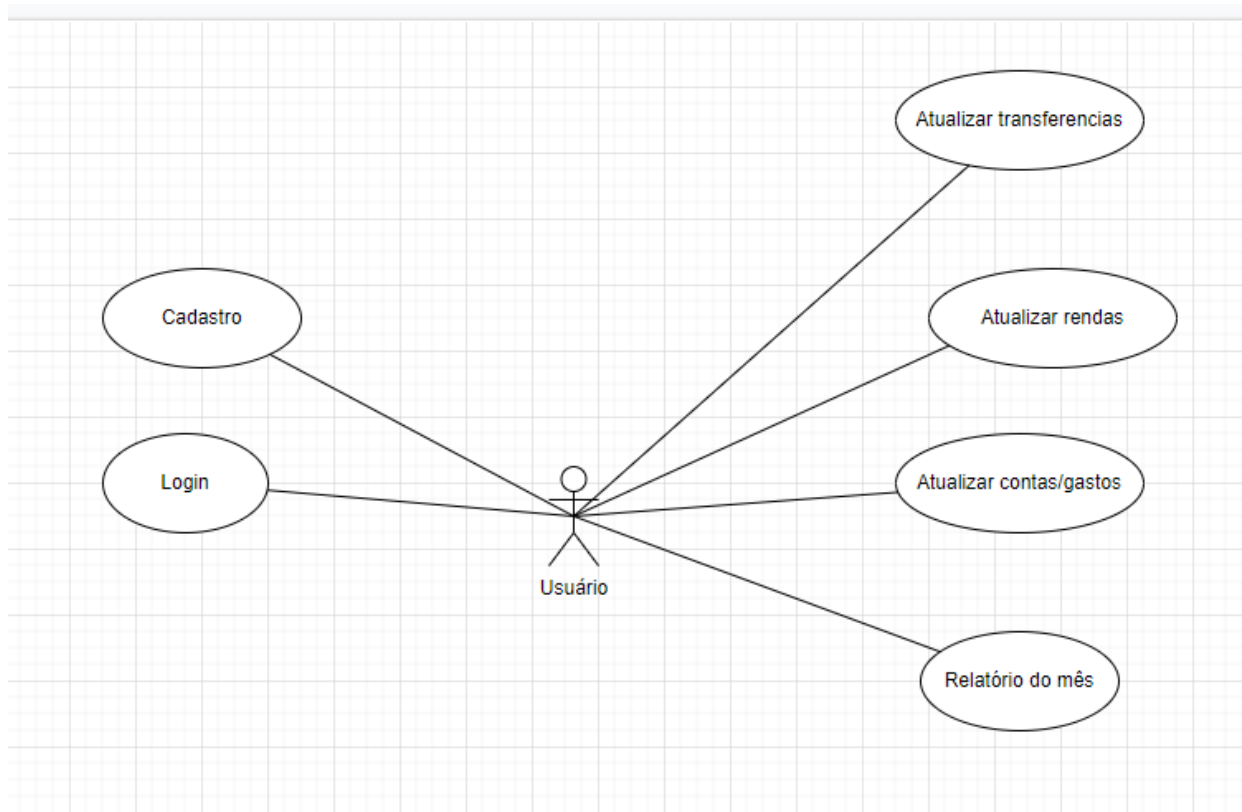 Atualizar transferencias
Cadastro
Atualizar rendas
Login
Atualizar contas/gastos
Usuário
Relatório do mês